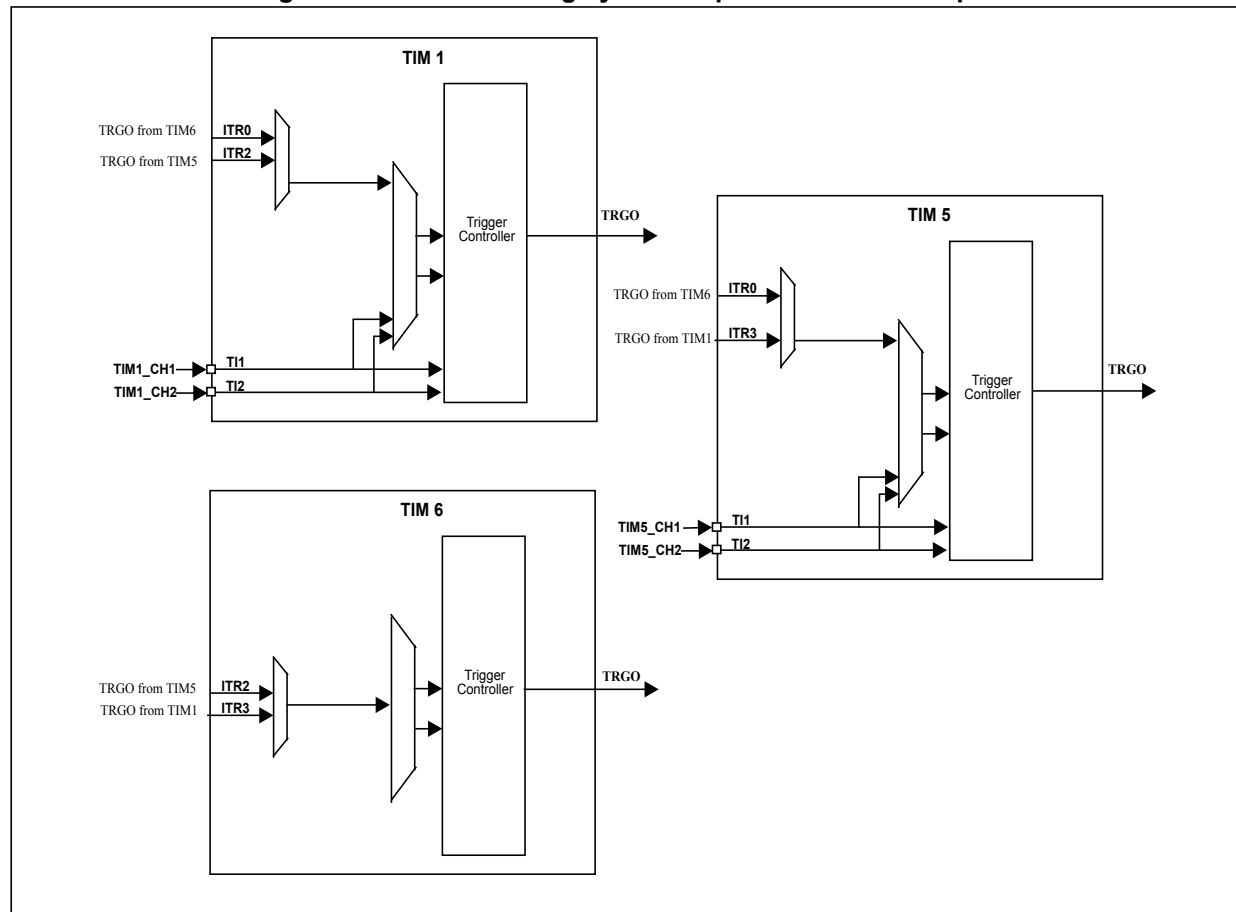 TIM 1
TRGO from TIM6 ITR0
TRGO from TIM5 ITR2
Trigger
Controller
TRGO
TIM1_CH1 TI1
TIM1_CH2 TI2
TIM 5
TRGO from TIM6 ITR0
TRGO from TIM1 ITR3
Trigger
Controller
TRGO
TIM5_CH1 TI1
TIM5_CH2 TI2
TIM 6
TRGO from TIM5 ITR2
TRGO from TIM1 ITR3
Trigger
Controller
TRGO